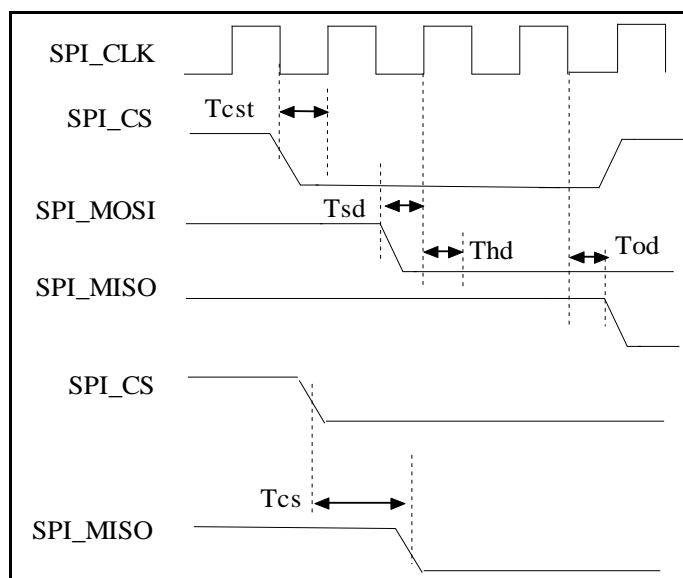 SPI_CLK
SPI_CS
Tcst
SPI_MOSI
Tsd
Thd
Tod
SPI_MISO
SPI_CS
Tcs
SPI_MISO